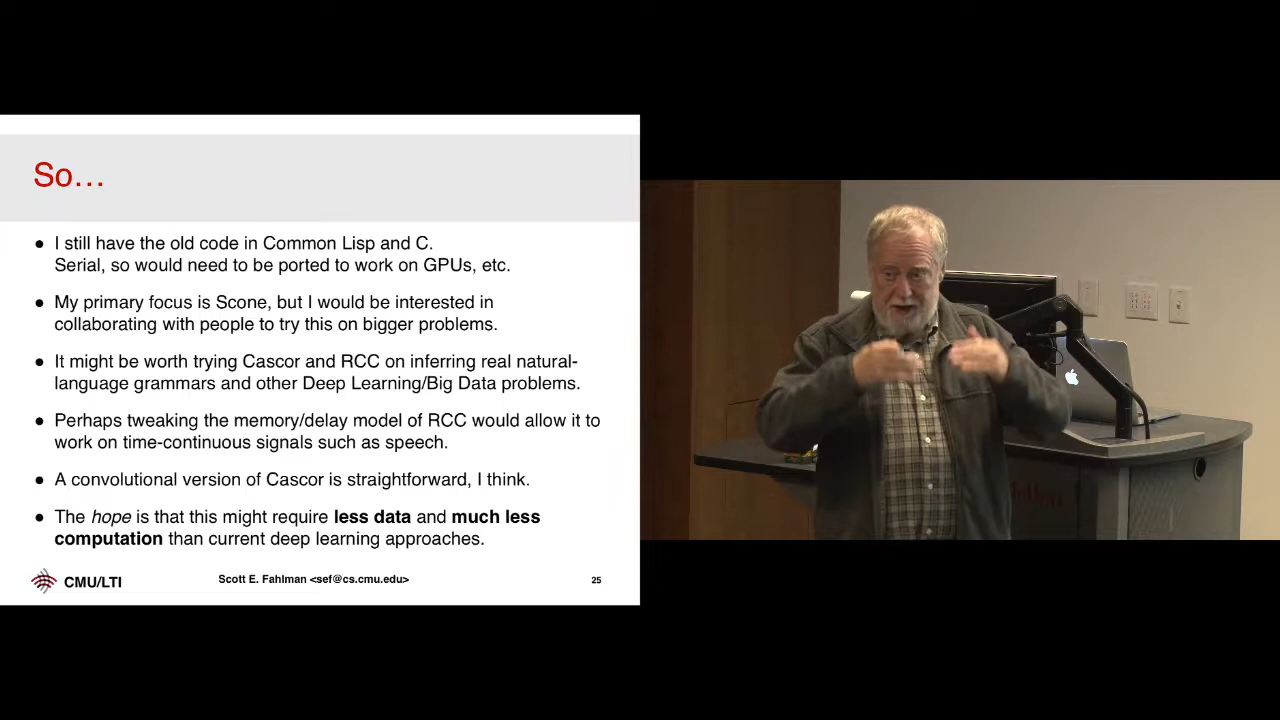 So…
● I still have the old code in Common Lisp and C.
Serial, so would need to be ported to work on GPUs, etc.
● My primary focus is Scone, but I would be interested in
collaborating with people to try this on bigger problems.
● It might be worth trying Cascor and RCC on inferring real natural-
language grammars and other Deep Learning/Big Data problems.
● Perhaps tweaking the memory/delay model of RCC would allow it to
work on time-continuous signals such as speech.
● A convolutional version of Cascor is straightforward, I think.
● The hope is that this might require less data and much less
computation than current deep learning approaches.
CMU/LTI
Scott E. Fahlman <sef@cs.cmu.edu>
25